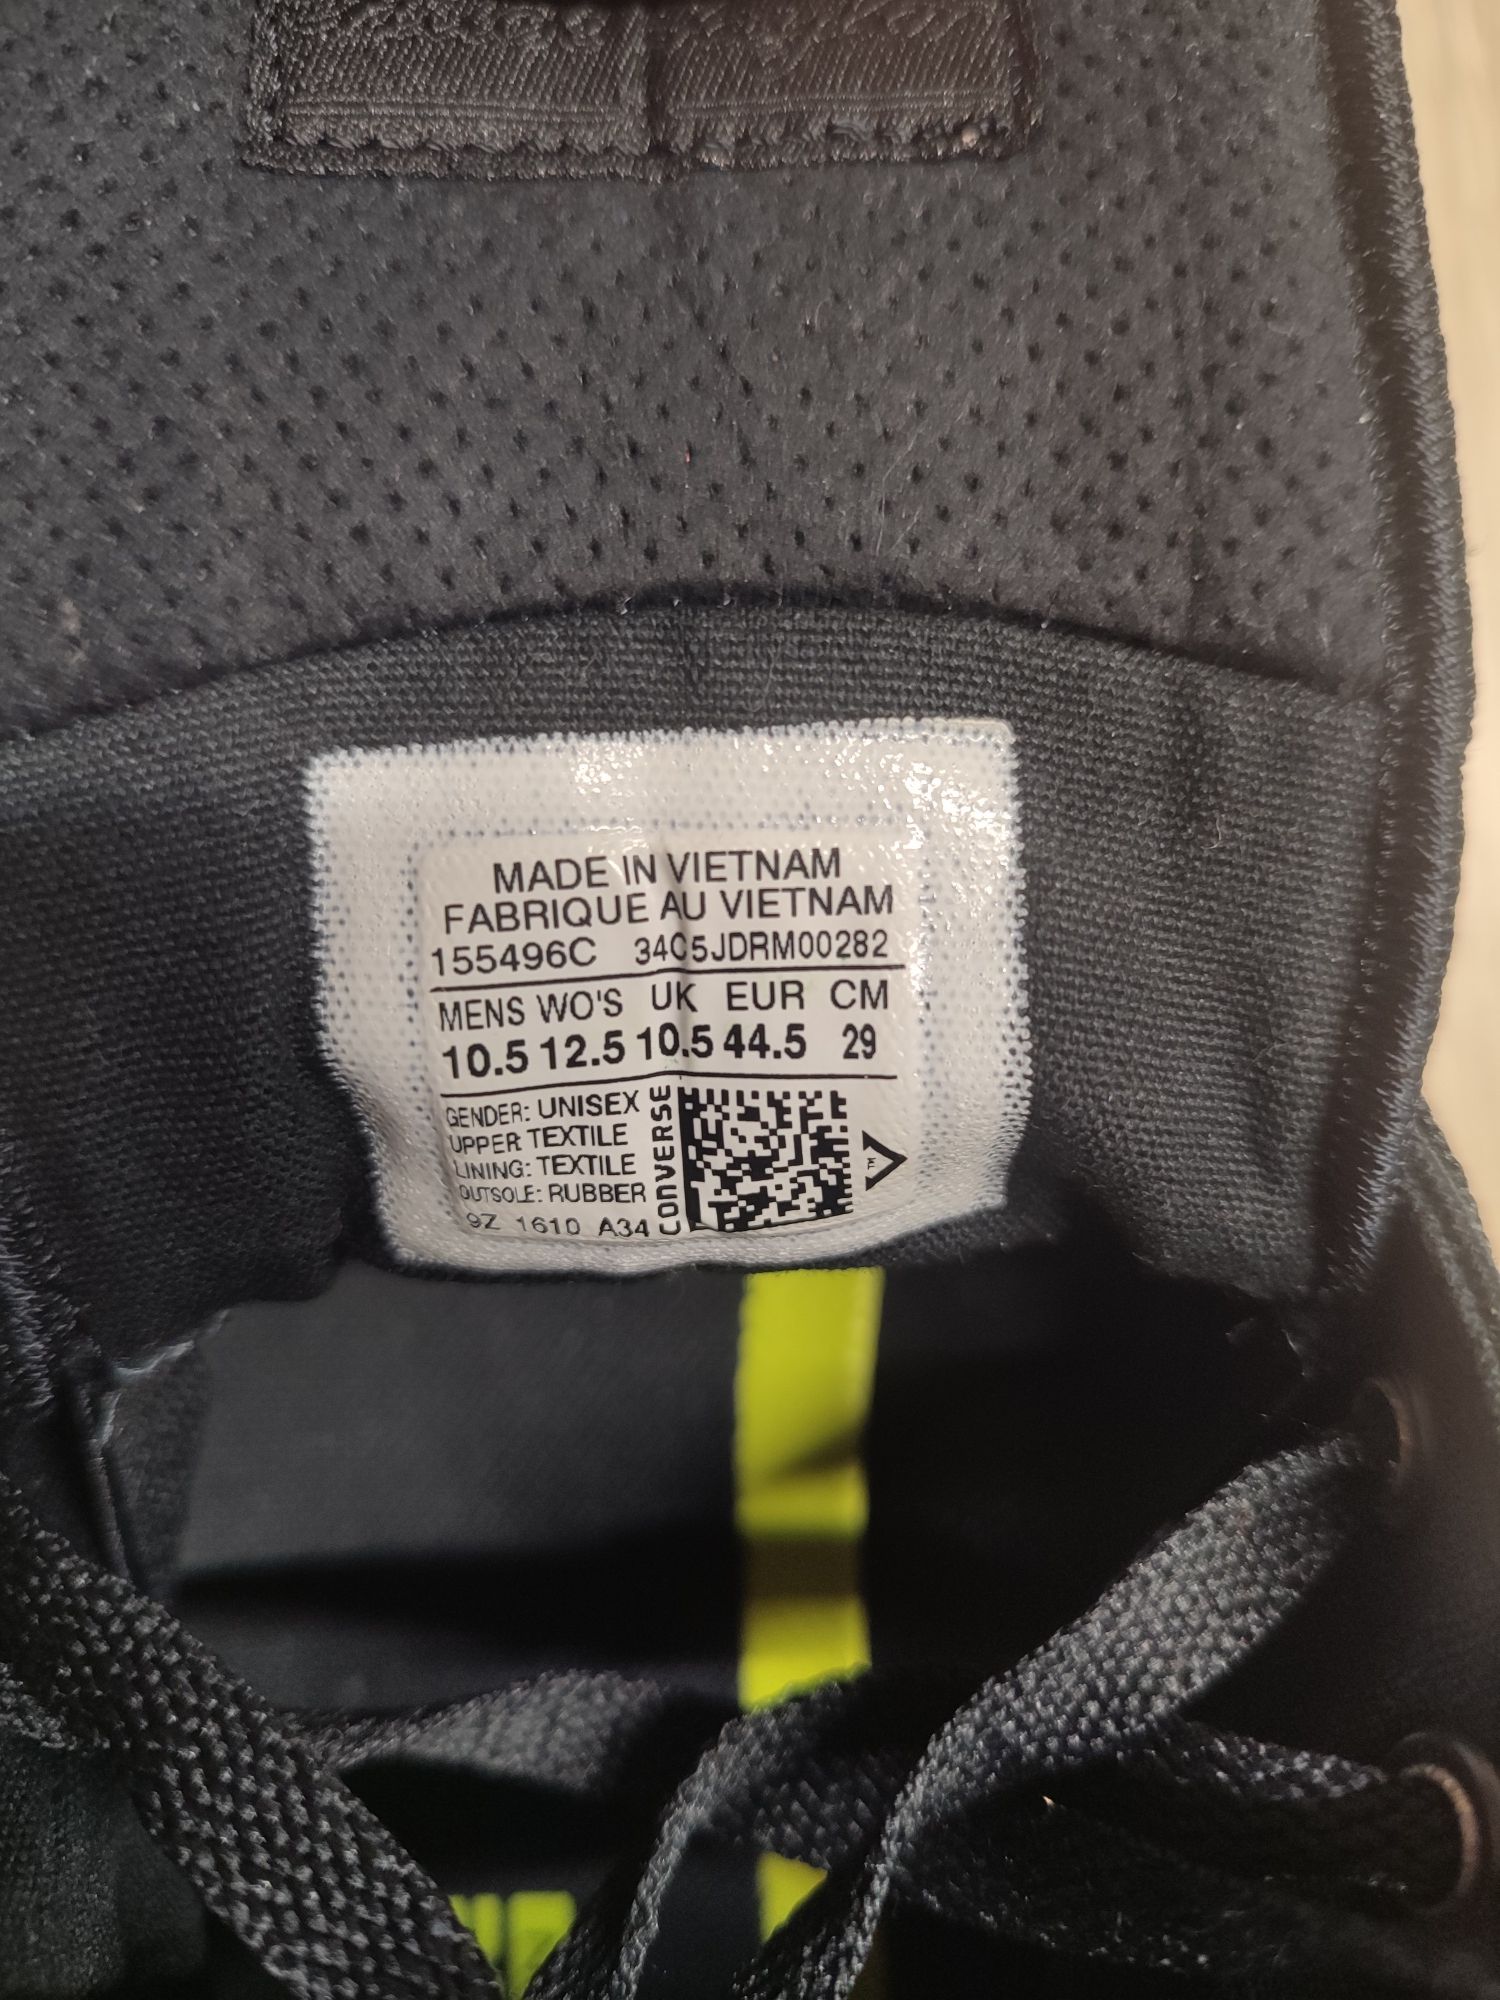 MADE IN VIETNAM
FABRIQUE AU VIETNAM
155496C 34C5JDRM00282
MENS WO'S UK EUR CM
10.5 12.5 10.5 44.5 29
GENDER: UNISEX
UPPER TEXTILE
LINING: TEXTILE
OUTSOLE: RUBBER
9Z 1610 A34
CONVERSE